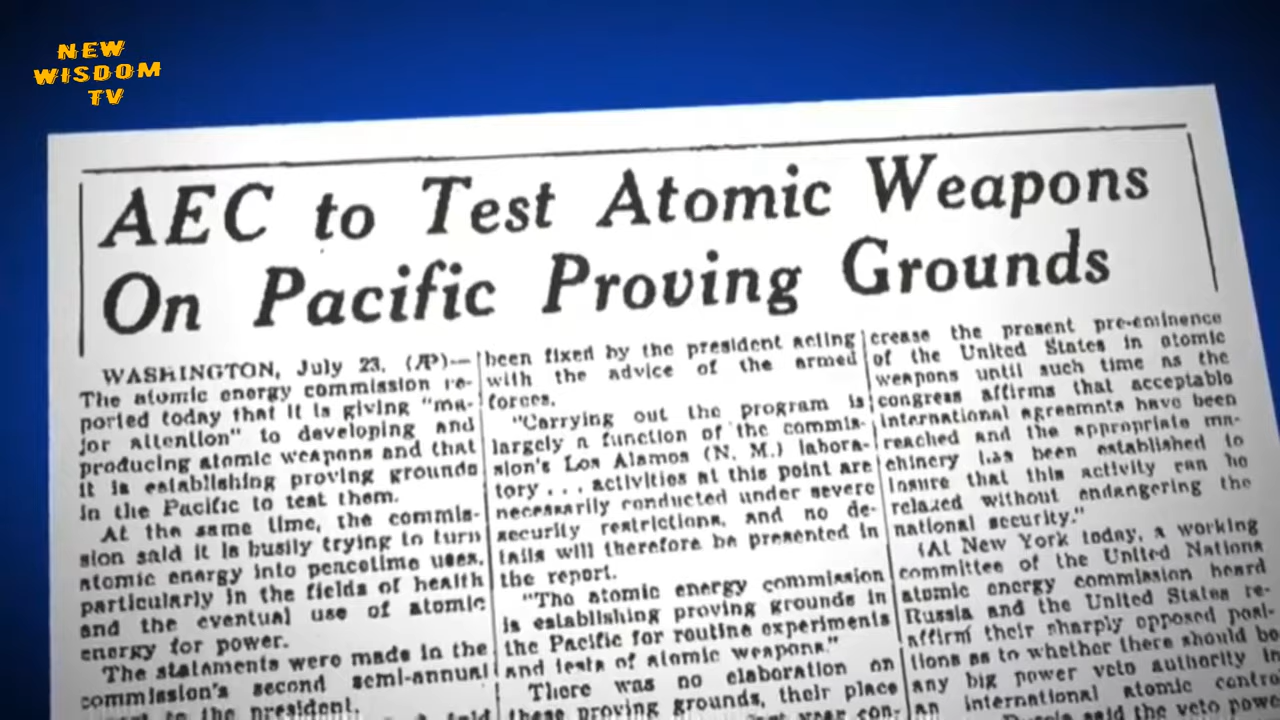 NEW
WISDOM
TV
AEC to Test Atomic Weapons
On Pacific Proving Grounds
WASHINGTON, July 23, (AP)—
The atomic energy commission re-
ported today that it is giving "ma-
jor attention" to developing and
producing atomic weapons and that
it is establishing proving grounds
in the Pacific to test them.
At the same time, the commis-
sion said it is busily trying to turn
atomic energy into peacetime uses,
particularly in the fields of health
and the eventual use of atomic
energy for power.
The statements were made in the
commission's second semi-annual
to the president.
been fixed by the president acting
with the advice of the armed
forces.
"Carrying out the program is
largely a function of the commis-
sion's Los Alamos (N. M.) labora-
tory . . . activities at this point are
necessarily conducted under severe
security restrictions, and no de-
tails will therefore be presented in
the report.
"The atomic energy commission
is establishing proving grounds in
the Pacific for routine experiments
and tests of atomic weapons."
There was no elaboration on
these proving grounds, their place
year con-
crease the present pre-eminence
of the United States in atomic
weapons until such time as the
congress affirms that acceptable
international agreemnts have been
reached and the appropriate ma-
chinery has been established to
insure that this activity can be
relaxed without endangering the
national security."
(At New York today, a working
committee of the United Nations
atomic energy commission heard
Russia and the United States re-
affirm their sharply opposed posi-
tions as to whether there should be
any big power veto authority in
an international atomic contro
said the veto powe